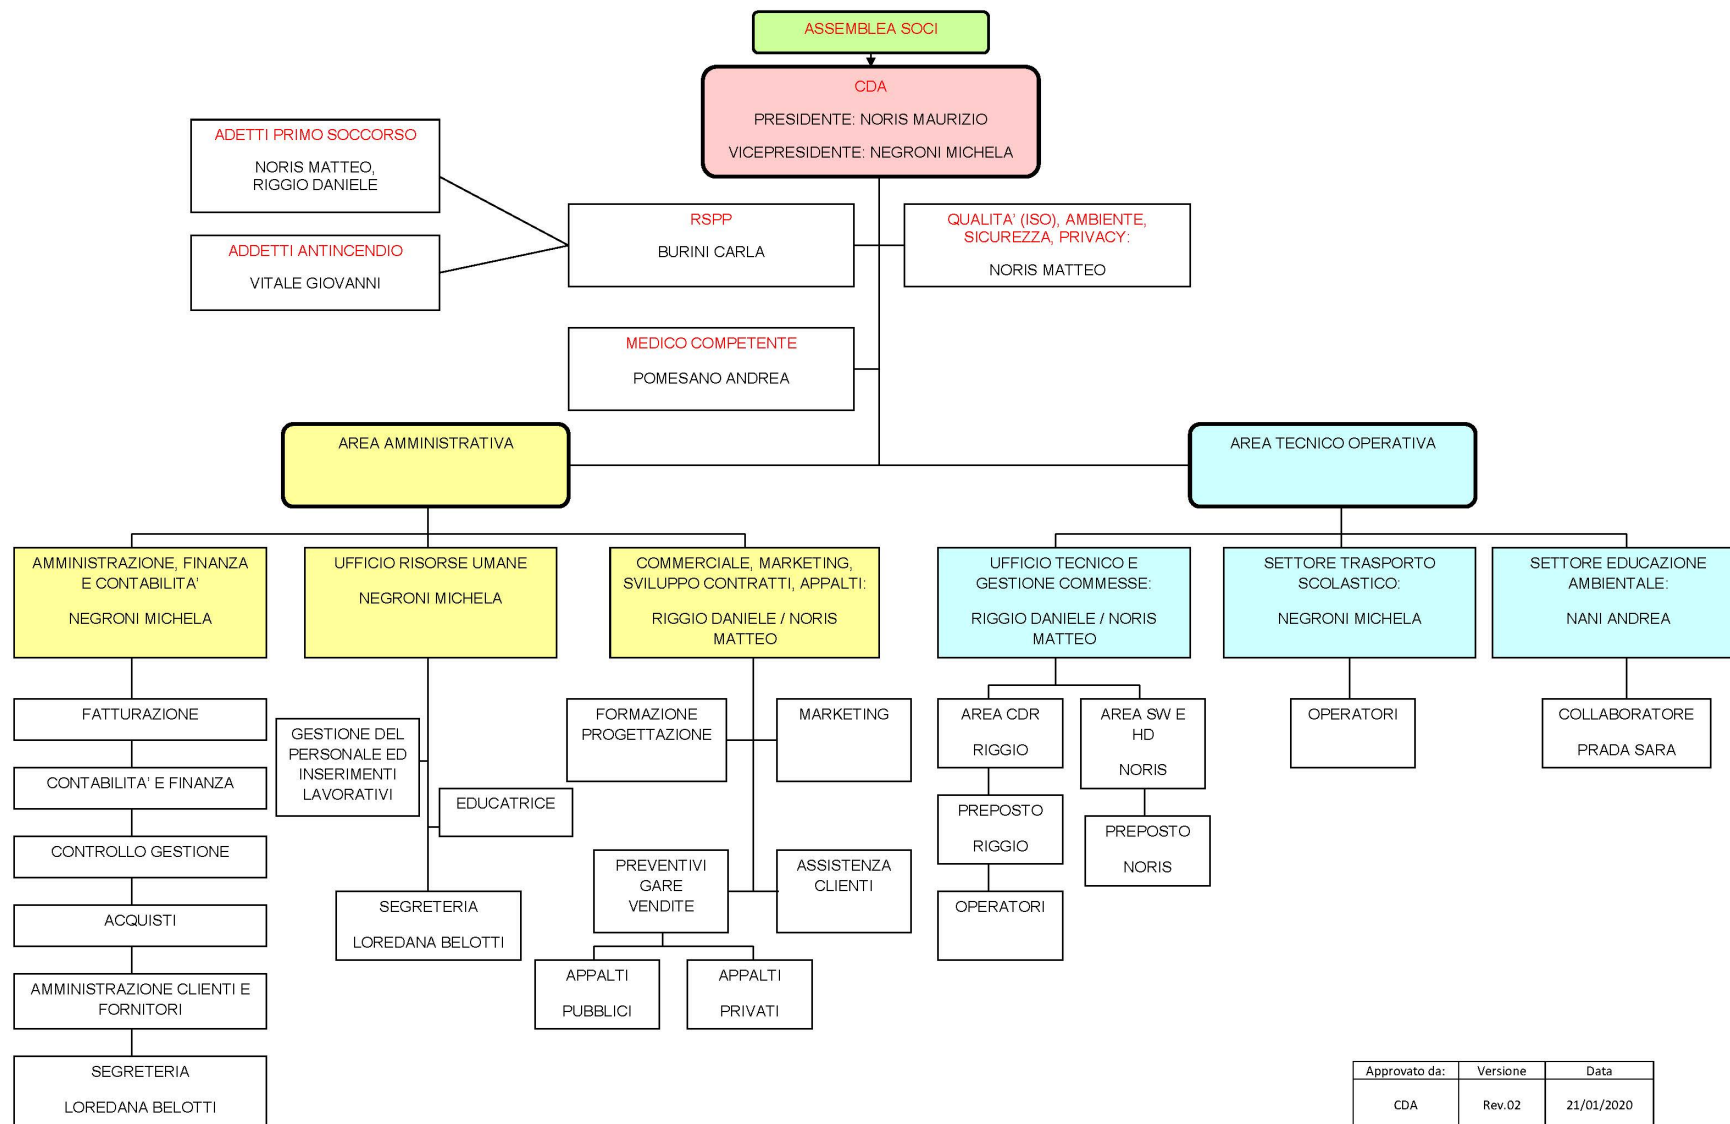 ASSEMBLEA SOCI
CDA
PRESIDENTE: NORIS MAURIZIO
VICEPRESIDENTE: NEGRONI MICHELA
ADETTI PRIMO SOCCORSO
NORIS MATTEO,
RIGGIO DANIELE
ADDETTI ANTINCENDIO
VITALE GIOVANNI
RSPP
BURINI CARLA
QUALITA' (ISO), AMBIENTE,
SICUREZZA, PRIVACY:
NORIS MATTEO
MEDICO COMPETENTE
POMESANO ANDREA
AREA AMMINISTRATIVA
AREA TECNICO OPERATIVA
AMMINISTRAZIONE, FINANZA
E CONTABILITA'
NEGRONI MICHELA
UFFICIO RISORSE UMANE
NEGRONI MICHELA
COMMERCIALE, MARKETING,
SVILUPPO CONTRATTI, APPALTI:
RIGGIO DANIELE / NORIS
MATTEO
UFFICIO TECNICO E
GESTIONE COMMESSE:
RIGGIO DANIELE / NORIS
MATTEO
SETTORE TRASPORTO
SCOLASTICO:
NEGRONI MICHELA
SETTORE EDUCAZIONE
AMBIENTALE:
NANI ANDREA
FATTURAZIONE
CONTABILITA' E FINANZA
CONTROLLO GESTIONE
ACQUISTI
AMMINISTRAZIONE CLIENTI E
FORNITORI
SEGRETERIA
LOREDANA BELOTTI
GESTIONE DEL
PERSONALE ED
INSERIMENTI
LAVORATIVI
EDUCATRICE
SEGRETERIA
LOREDANA BELOTTI
FORMAZIONE
PROGETTAZIONE
MARKETING
PREVENTIVI
GARE
VENDITE
ASSISTENZA
CLIENTI
APPALTI
PUBBLICI
APPALTI
PRIVATI
AREA CDR
RIGGIO
PREPOSTO
RIGGIO
OPERATORI
AREA SW E
HD
NORIS
PREPOSTO
NORIS
OPERATORI
COLLABORATORE
PRADA SARA
Approvato da: Versione Data
CDA Rev.02 21/01/2020